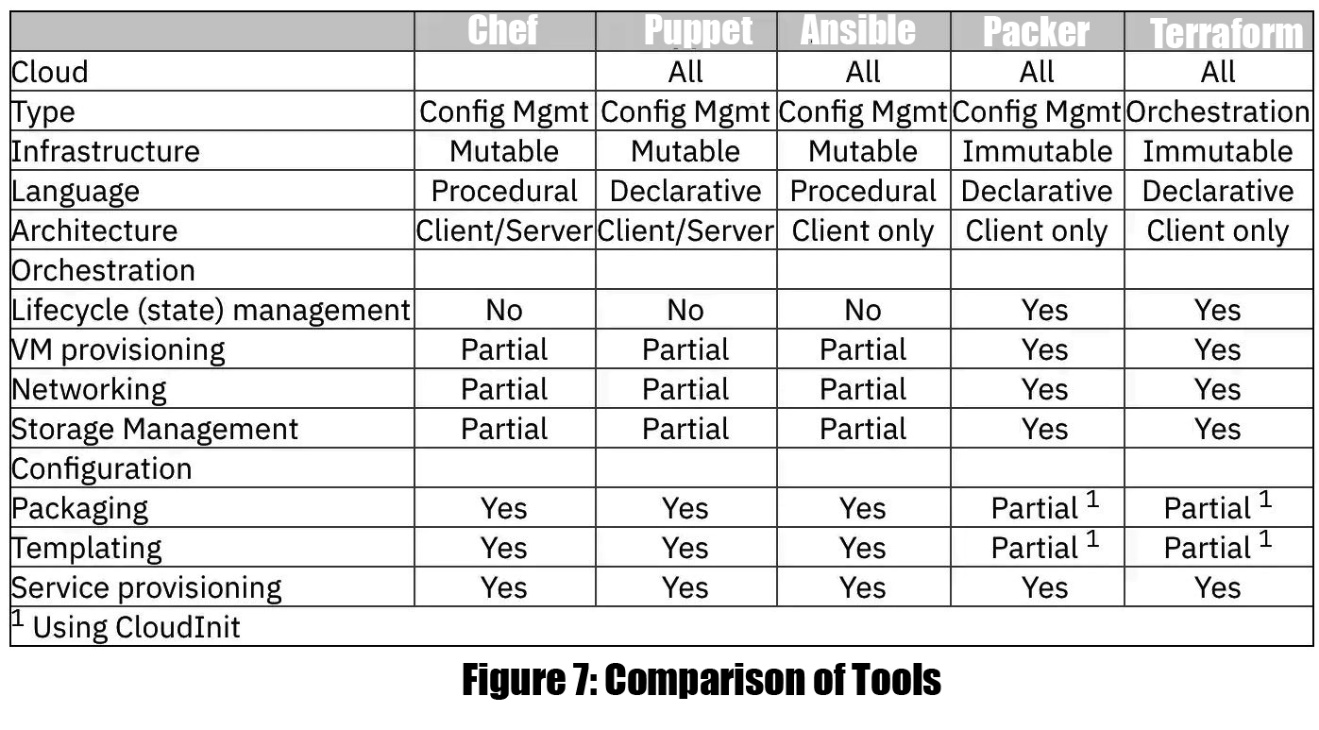 Chef Puppet Ansible Packer Terraform
Cloud All All All All
Type Config Mgmt Config Mgmt Config Mgmt Config Mgmt Orchestration
Infrastructure Mutable Mutable Mutable Immutable Immutable
Language Procedural Declarative Procedural Declarative Declarative
Architecture Client/Server Client/Server Client only Client only Client only
Orchestration
Lifecycle (state) management No No No Yes Yes
VM provisioning Partial Partial Partial Yes Yes
Networking Partial Partial Partial Yes Yes
Storage Management Partial Partial Partial Yes Yes
Configuration
Packaging Yes Yes Yes Partial 1 Partial 1
Templating Yes Yes Yes Partial 1 Partial 1
Service provisioning Yes Yes Yes Yes Yes
1 Using CloudInit
Figure 7: Comparison of Tools